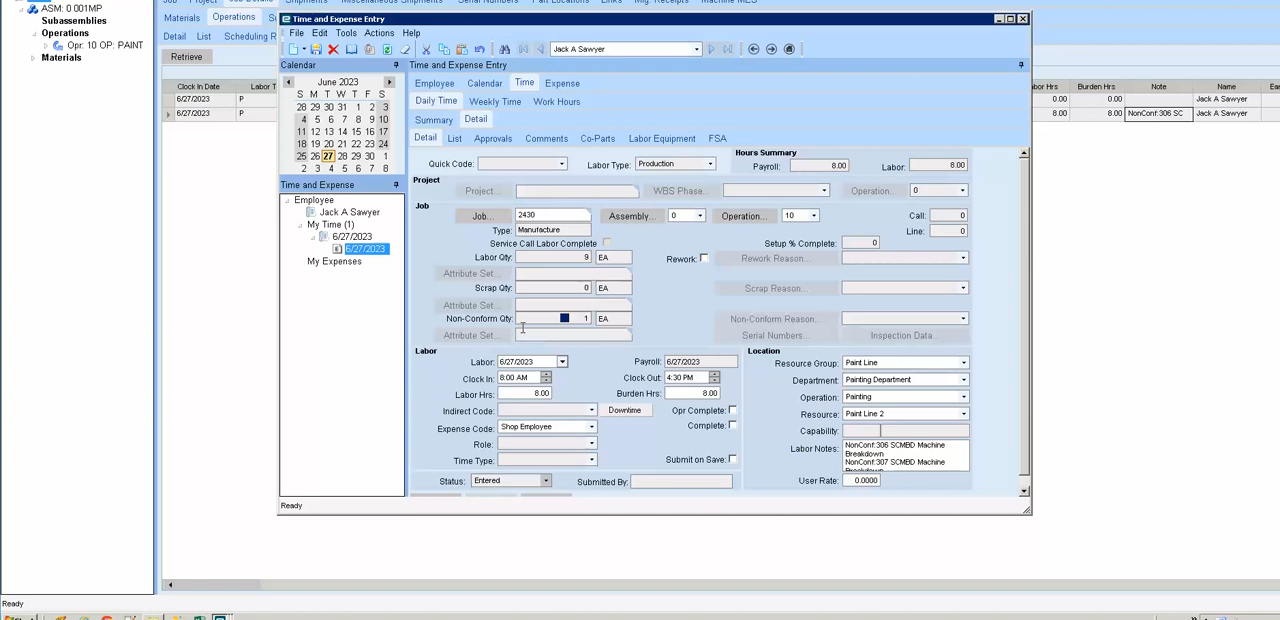 ASM: 0 001MP
Subassemblies
Operations
Opr: 10 OP: PAINT
Materials
Materials
Operations
Detail
List
Scheduling R
Retrieve
Clock In Date
Labor T
6/27/2023
P
6/27/2023
P
Burden Hrs
Note
Name
0.00
0.00
Jack A Sawyer
8.00
8.00
NonConf:306 SC
Jack A Sawyer
Time and Expense Entry
File Edit Tools Actions Help
Jack A Sawyer
Calendar
Time and Expense Entry
June 2023
S M T W T F S
28 29 30 31 1 2 3
4 5 6 7 8 9 10
11 12 13 14 15 16 17
18 19 20 21 22 23 24
25 26 27 28 29 30 1
2 3 4 5 6 7 8
Time and Expense
Employee
Jack A Sawyer
My Time (1)
6/27/2023
6/27/2023
My Expenses
Employee Calendar Time Expense
Daily Time Weekly Time Work Hours
Summary Detail
Detail List Approvals Comments Co-Parts Labor Equipment FSA
Quick Code:
Labor Type: Production
Hours Summary
Payroll: 8.00 Labor: 8.00
Project
Project...
WBS Phase...
Operation... 0
Job
Job... 2430
Assembly... 0
Operation... 10
Call: 0
Type: Manufacture
Line: 0
Service Call Labor Complete
Setup % Complete: 0
Labor Qty: 9 EA
Rework:
Rework Reason...
Attribute Set...
Scrap Qty: 0 EA
Scrap Reason...
Attribute Set...
Non-Conform Qty: 1 EA
Non-Conform Reason...
Attribute Set...
Serial Numbers...
Inspection Data...
Labor
Labor: 6/27/2023
Payroll: 6/27/2023
Clock In: 8:00 AM
Clock Out: 4:30 PM
Labor Hrs: 8.00
Burden Hrs: 8.00
Indirect Code:
Downtime
Opr Complete:
Expense Code: Shop Employee
Complete:
Role:
Time Type:
Submit on Save:
Status: Entered
Submitted By:
Location
Resource Group: Paint Line
Department: Painting Department
Operation: Painting
Resource: Paint Line 2
Capability:
Labor Notes: NonConf:306 SCMBD Machine
Breakdown
NonConf:307 SCMBD Machine
Breakdown
User Rate: 0.0000
Ready
Ready